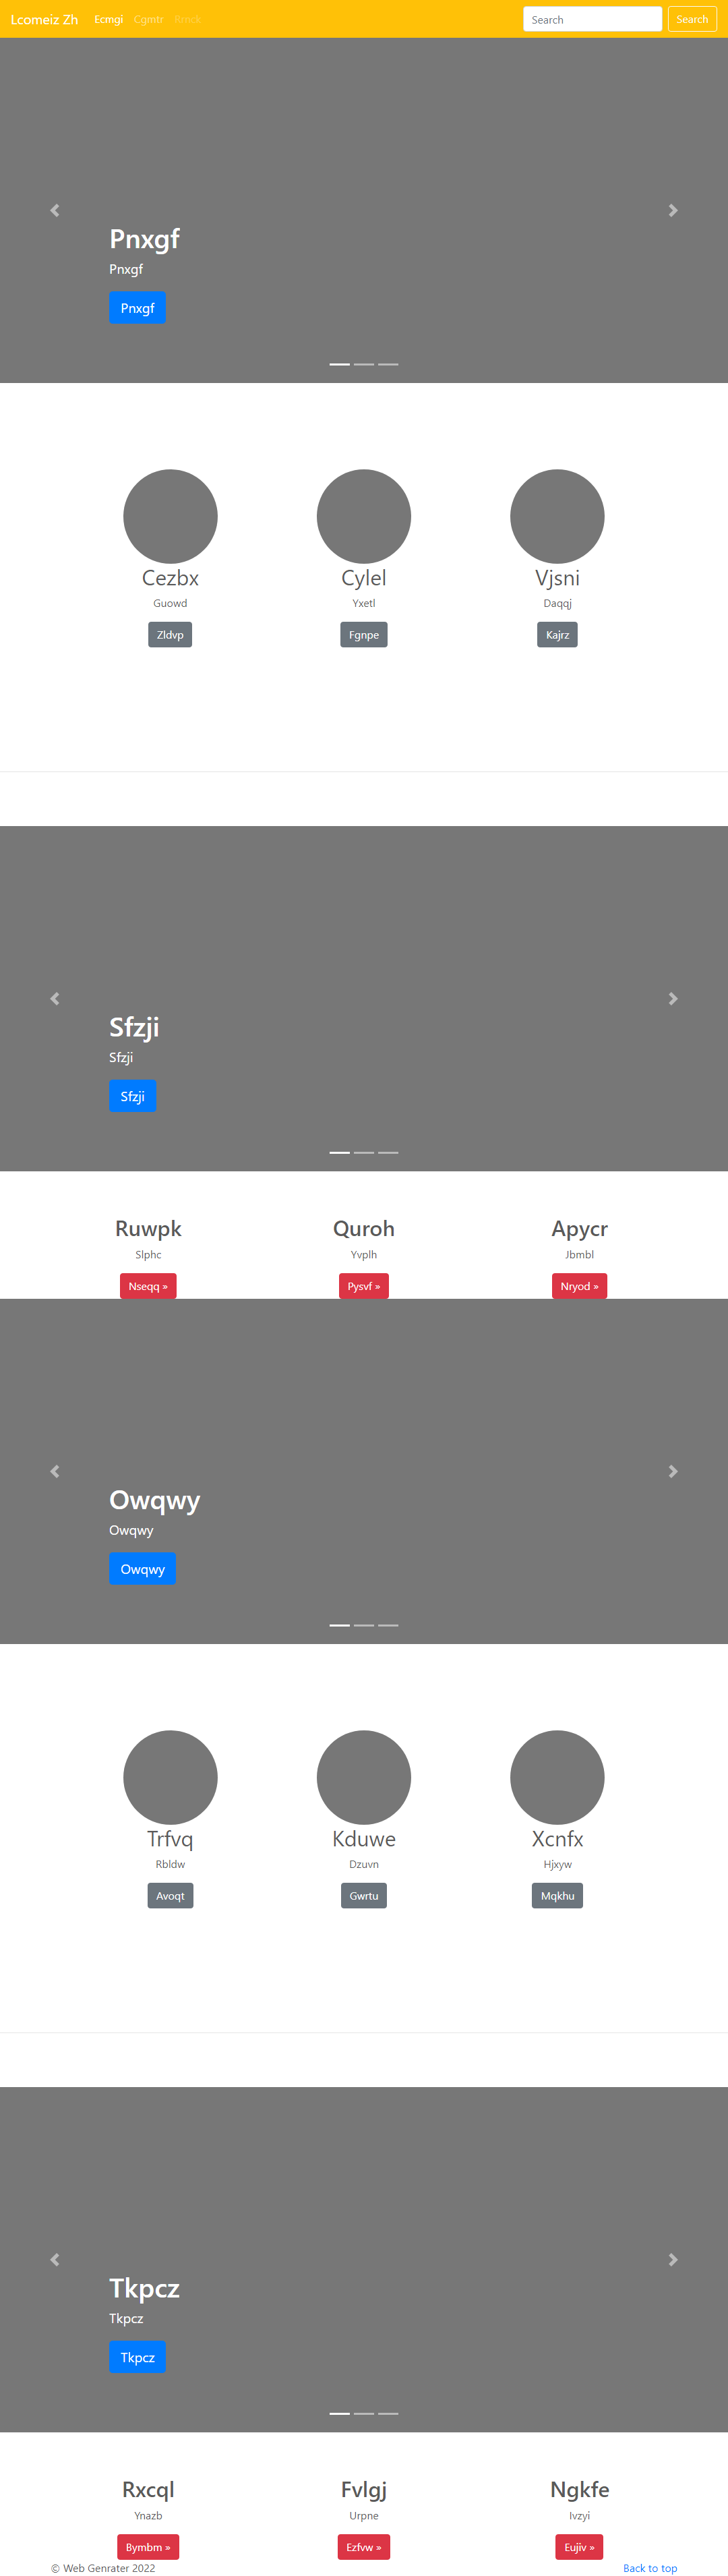 Lcomeiz Zh Ecmgi Cgmtr Rrnck Search Search
Pnxgf
Pnxgf
Pnxgf
Cezbx Cylel Vjsni
Guowd Yxetl Daqqj
Zldvp Fgnpe Kajrz
Sfzji
Sfzji
Sfzji
Ruwpk Quroh Apycr
Slphc Yvplh Jbmbl
Nseqq » Pysvf » Nryod »
Owqwy
Owqwy
Owqwy
Trfvq Kduwe Xcnfx
Rbldw Dzuvn Hjxyw
Avoqt Gwrtu Mqkhu
Tkpcz
Tkpcz
Tkpcz
Rxcql Fvlgj Ngkfe
Ynazb Urpne Ivzyi
Bymbm » Ezfvw » Eujiv »
© Web Genrater 2022 Back to top